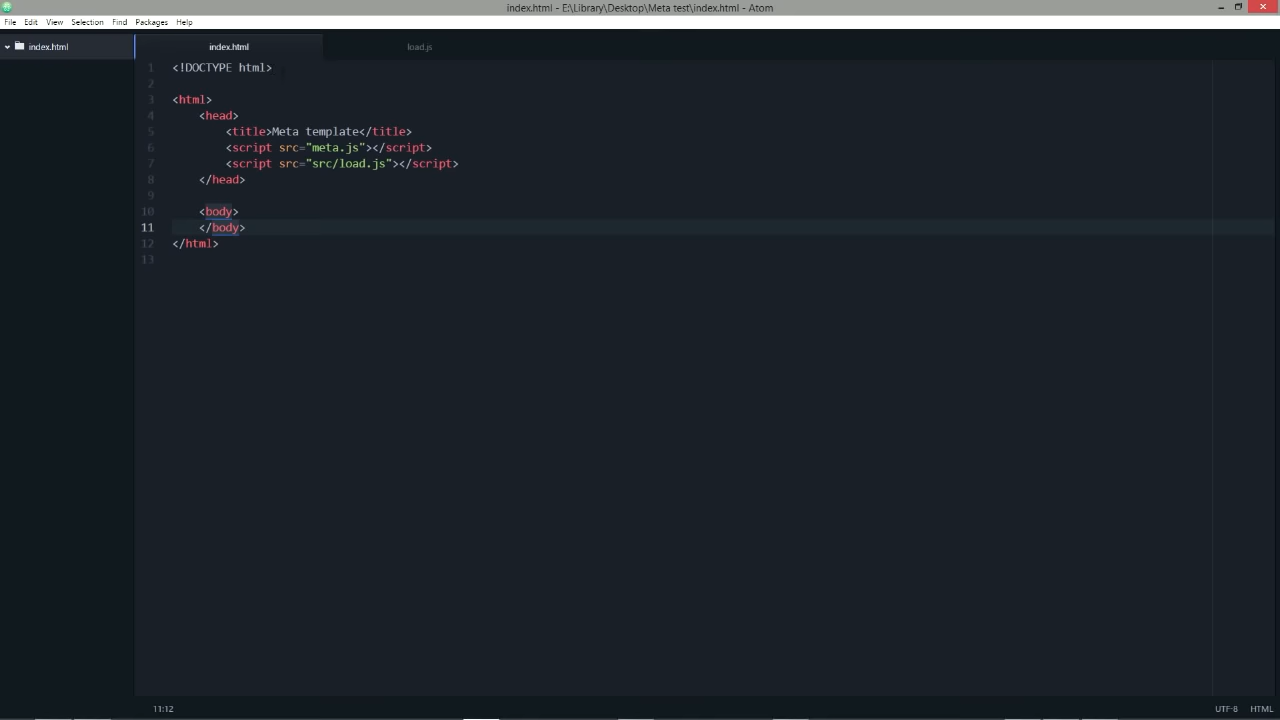 index.html - E:\Library\Desktop\Meta test\index.html - Atom
File Edit View Selection Find Packages Help
index.html
index.html load.js
1 <!DOCTYPE html>
2
3 <html>
4 <head>
5 <title>Meta template</title>
6 <script src="meta.js"></script>
7 <script src="src/load.js"></script>
8 </head>
9
10 <body>
11 </body>
12 </html>
13
11:12 UTF-8 HTML